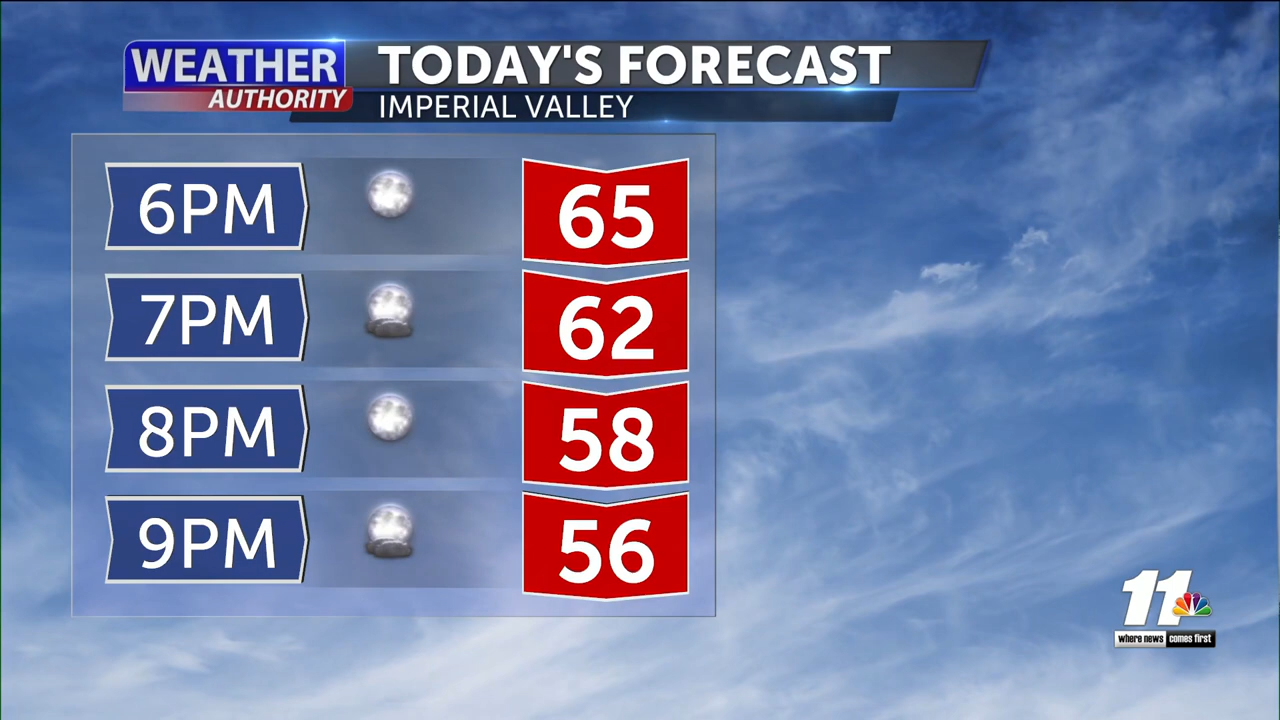 WEATHER
AUTHORITY
TODAY'S FORECAST
IMPERIAL VALLEY
6PM 65
7PM 62
8PM 58
9PM 56
11
where news comes first